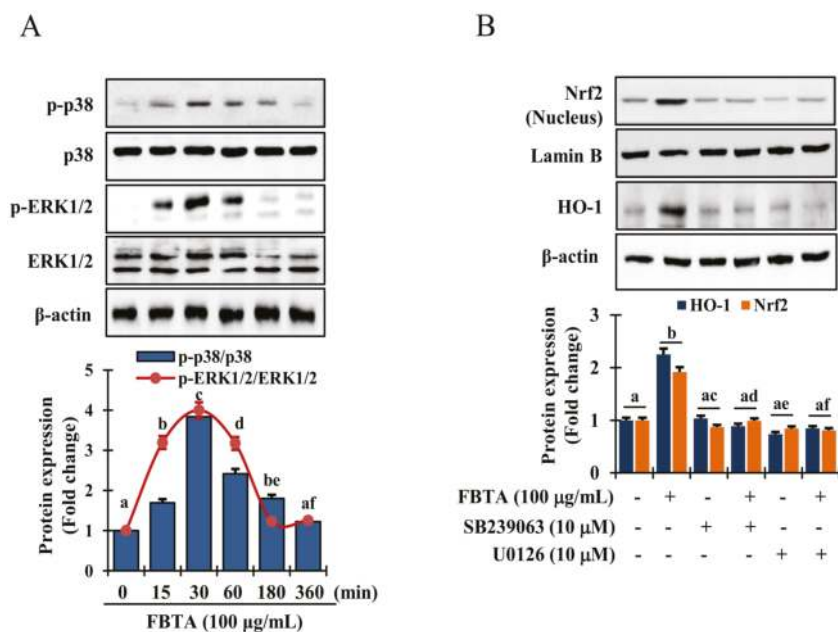 A
p-p38
p38
p-ERK1/2
ERK1/2
β-actin
p-p38/p38
p-ERK1/2/ERK1/2
Protein expression
(Fold change)
5
4
3
2
1
0
a
b
c
d
be
af
0 15 30 60 180 360 (min)
FBTA (100 μg/mL)
B
Nrf2
(Nucleus)
Lamin B
HO-1
β-actin
HO-1 Nrf2
Protein expression
(Fold change)
3
2
1
0
a
b
ac
ad
ae
af
FBTA (100 μg/mL) - + - + - +
SB239063 (10 μM) - - + + - -
U0126 (10 μM) - - - - + +